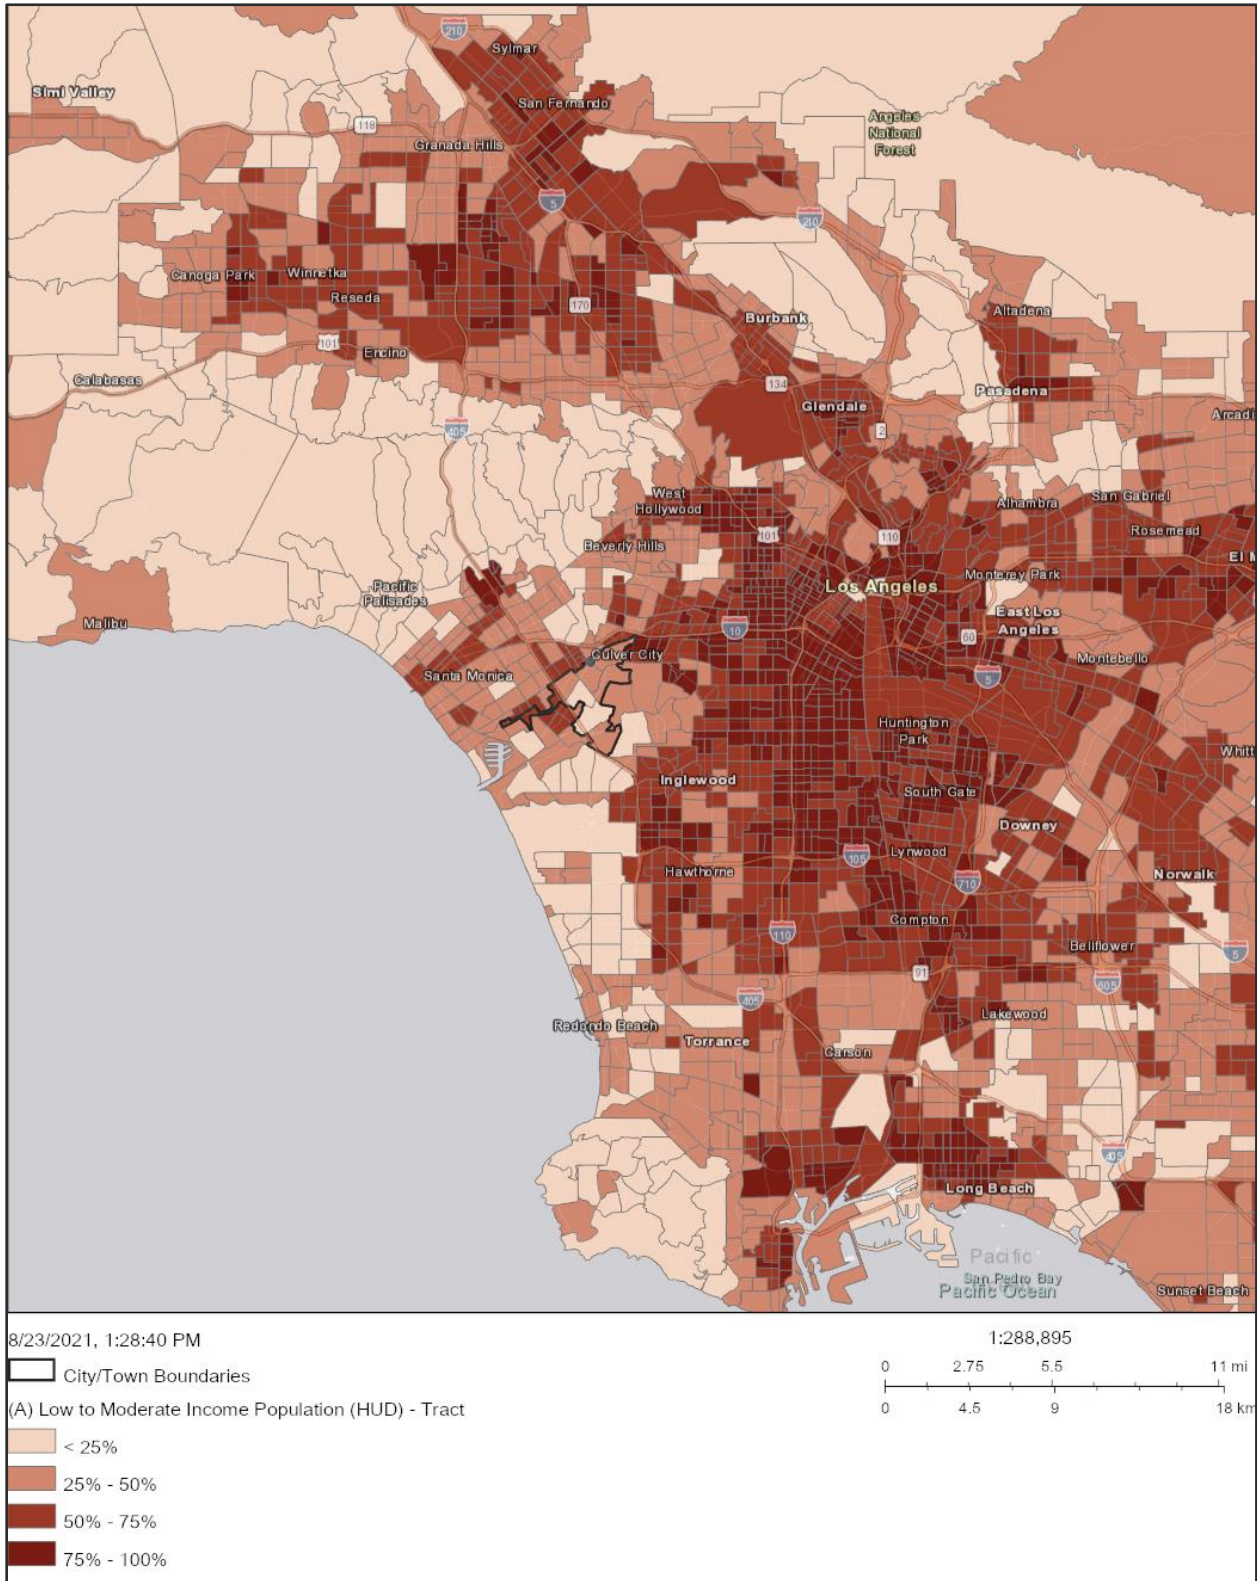 210
Sylmar
Simi Valley
San Fernando
118
Angeles
National
Forest
Granada Hills
5
210
Canoga Park
Winnetka
Reseda
170
Burbank
Altadena
101
Encino
Calabasas
134
Pasadena
Glendale
Arcadi
405
2
West
Hollywood
Alhambra
San Gabriel
Rosemead
101
110
Beverly Hills
El M
Los Angeles
Monterey Park
Pacific
Palisades
Malibu
East Los
Angeles
10
60
Culver City
Montebello
Santa Monica
5
Huntington
Park
Whitt
Inglewood
South Gate
Downey
105
Lynwood
Hawthorne
710
Norwalk
Compton
110
Bellflower
5
91
605
405
Lakewood
Redondo Beach
Torrance
Carson
405
Long Beach
Pacific
San Pedro Bay
Pacific Ocean
Sunset Beach
8/23/2021, 1:28:40 PM
1:288,895
City/Town Boundaries
0 2.75 5.5 11 mi
0 4.5 9 18 km
(A) Low to Moderate Income Population (HUD) - Tract
< 25%
25% - 50%
50% - 75%
75% - 100%